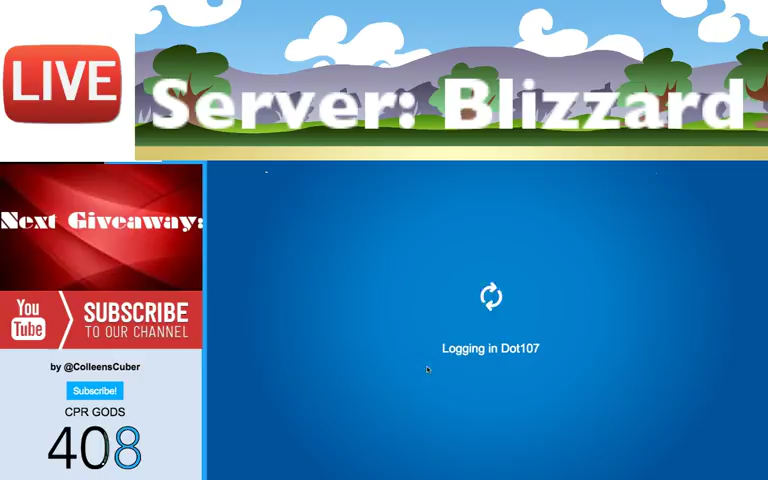 LIVE
Server: Blizzard
Next Giveaway:
You
Tube
SUBSCRIBE
TO OUR CHANNEL
by @ColleensCuber
Subscribe!
CPR GODS
408
Logging in Dot107